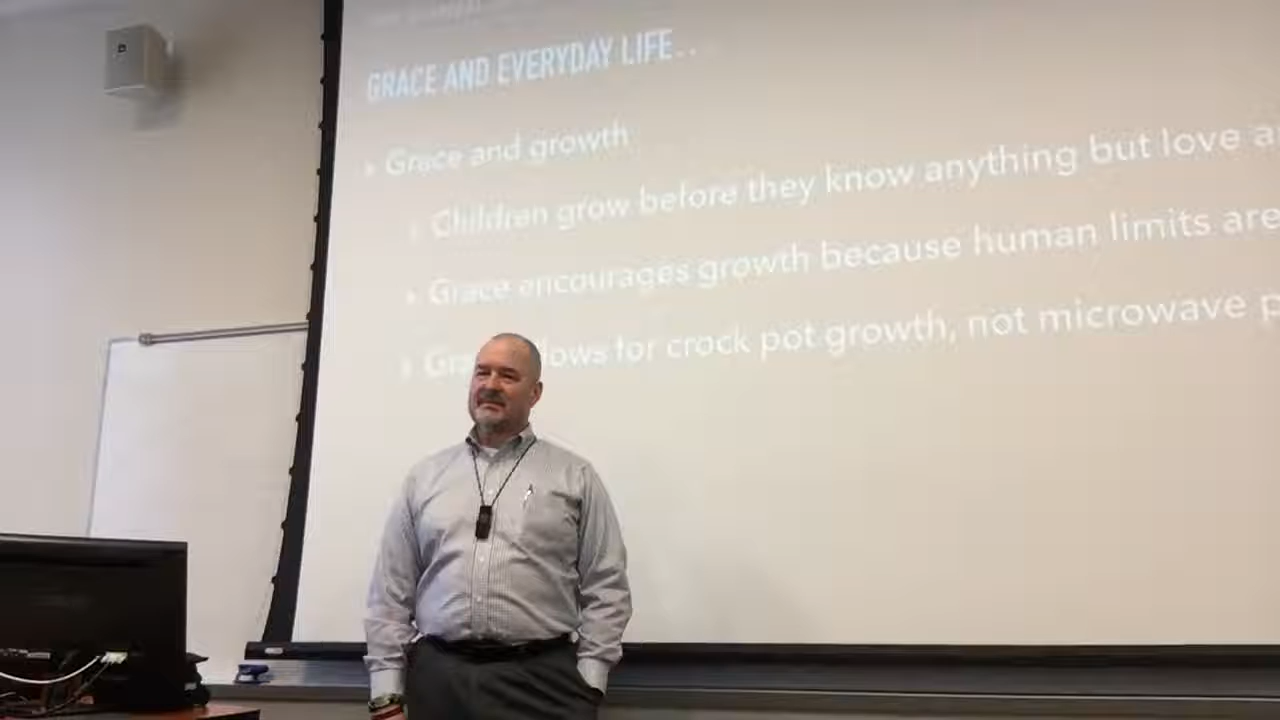 GRACE AND EVERYDAY LIFE..
Grace and growth
Children grow before they know anything but love
Grace encourages growth because human limits are
for crock pot growth, not microwave